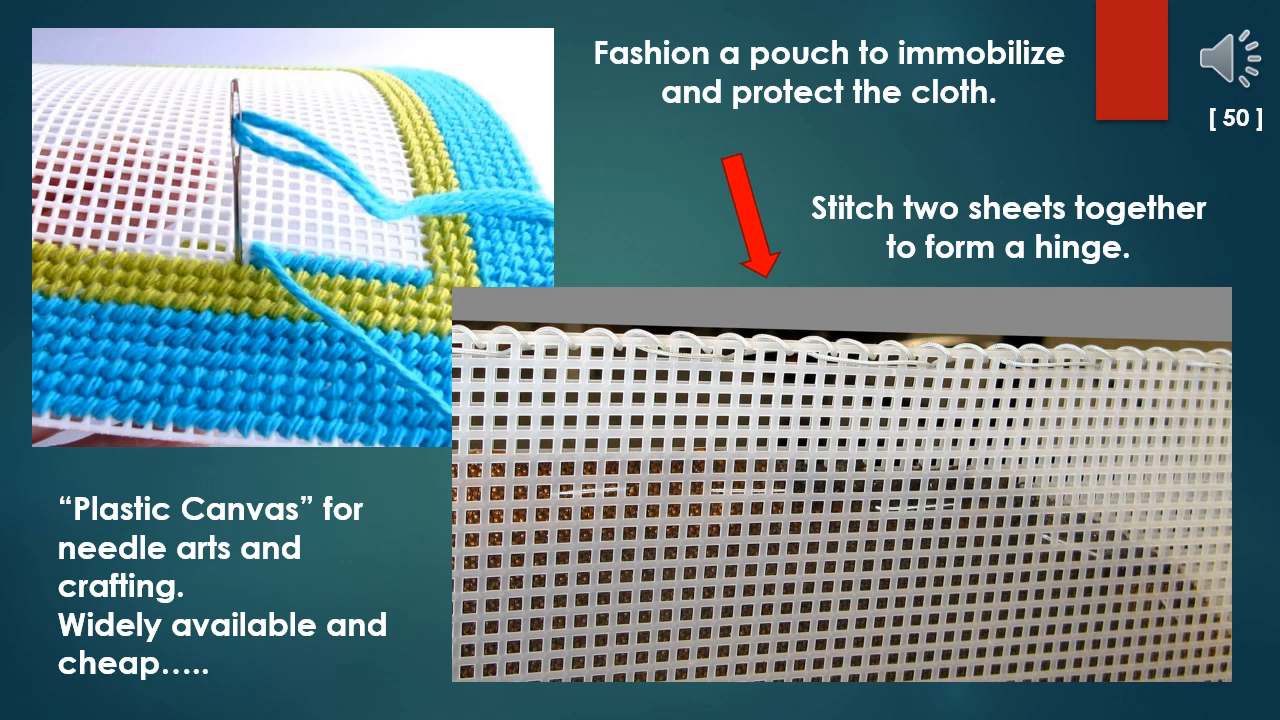 Fashion a pouch to immobilize
and protect the cloth.
[ 50 ]
Stitch two sheets together
to form a hinge.
“Plastic Canvas” for
needle arts and
crafting.
Widely available and
cheap…..